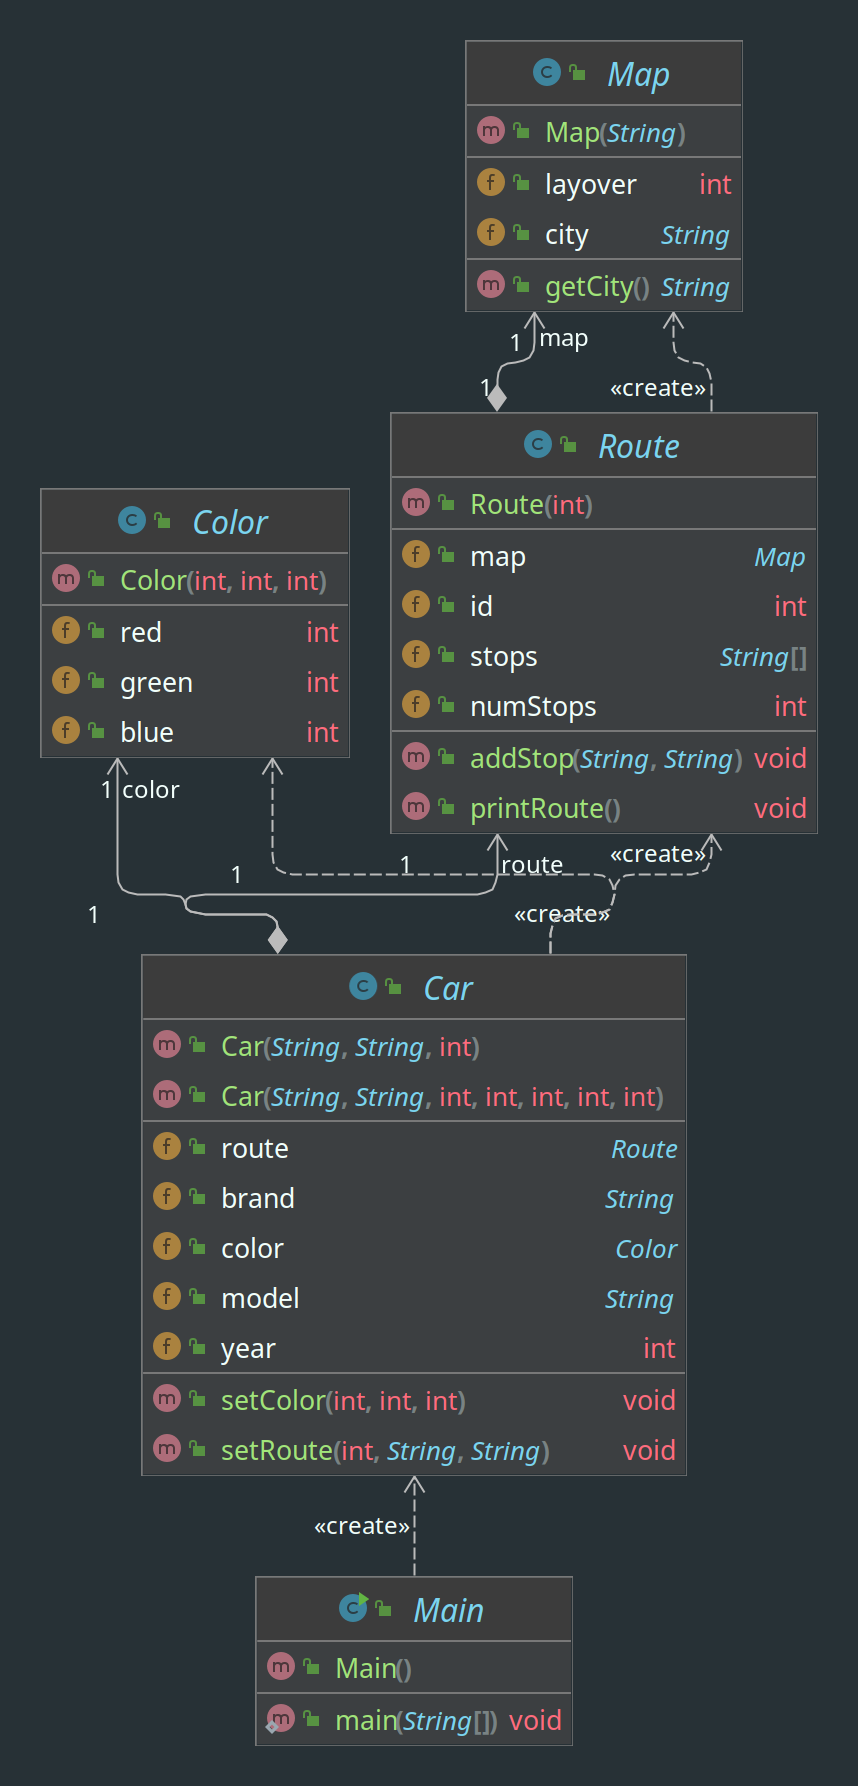 Map
Map(String)
layover int
city String
getCity() String
1 map
1 «create»
Route
Route(int)
map Map
id int
stops String[]
numStops int
addStop(String, String) void
printRoute() void
Color
Color(int, int, int)
red int
green int
blue int
1 color
1 1 route «create»
1 «create»
Car
Car(String, String, int)
Car(String, String, int, int, int, int, int)
route Route
brand String
color Color
model String
year int
setColor(int, int, int) void
setRoute(int, String, String) void
«create»
Main
Main()
main(String[]) void